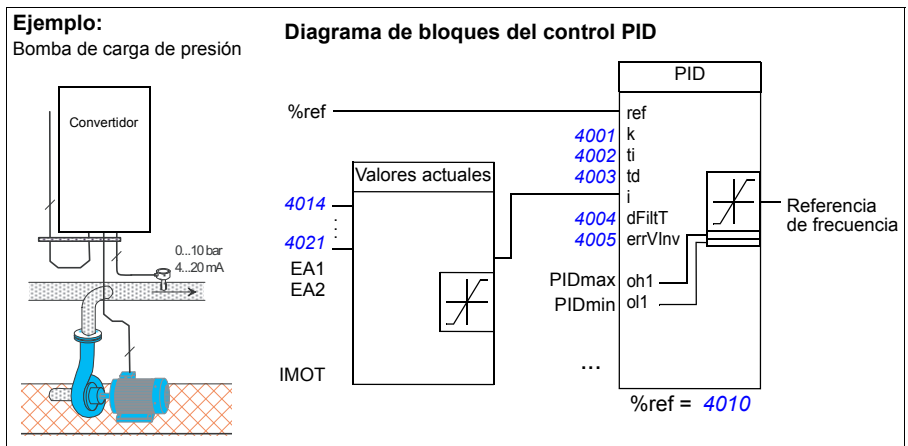 Ejemplo:
Bomba de carga de presión
Convertidor
0...10 bar
4...20 mA
Diagrama de bloques del control PID
PID
%ref
ref
4001 k
4002 ti
4003 td
i
4004 dFiltT
4005 errVInv
PIDmax oh1
PIDmin ol1
...
%ref = 4010
Valores actuales
4014
⋮
4021
EA1
EA2
IMOT
Referencia
de frecuencia